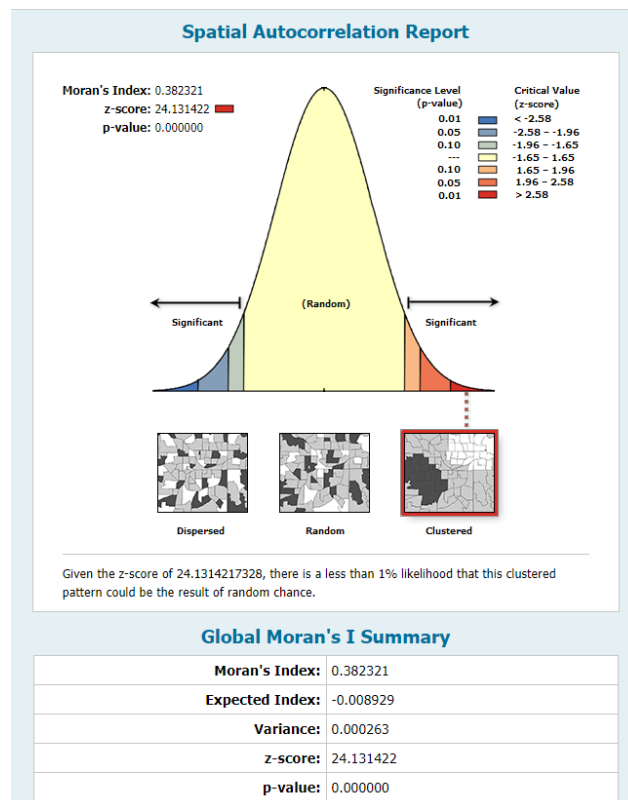 Spatial Autocorrelation Report
Moran's Index: 0.382321
z-score: 24.131422
p-value: 0.000000
Significance Level
(p-value)
Critical Value
(z-score)
0.01 < -2.58
0.05 -2.58 – -1.96
0.10 -1.96 – -1.65
--- -1.65 – 1.65
0.10 1.65 – 1.96
0.05 1.96 – 2.58
0.01 > 2.58
(Random)
Significant
Significant
Dispersed
Random
Clustered
Given the z-score of 24.1314217328, there is a less than 1% likelihood that this clustered
pattern could be the result of random chance.
Global Moran's I Summary
Moran's Index: 0.382321
Expected Index: -0.008929
Variance: 0.000263
z-score: 24.131422
p-value: 0.000000